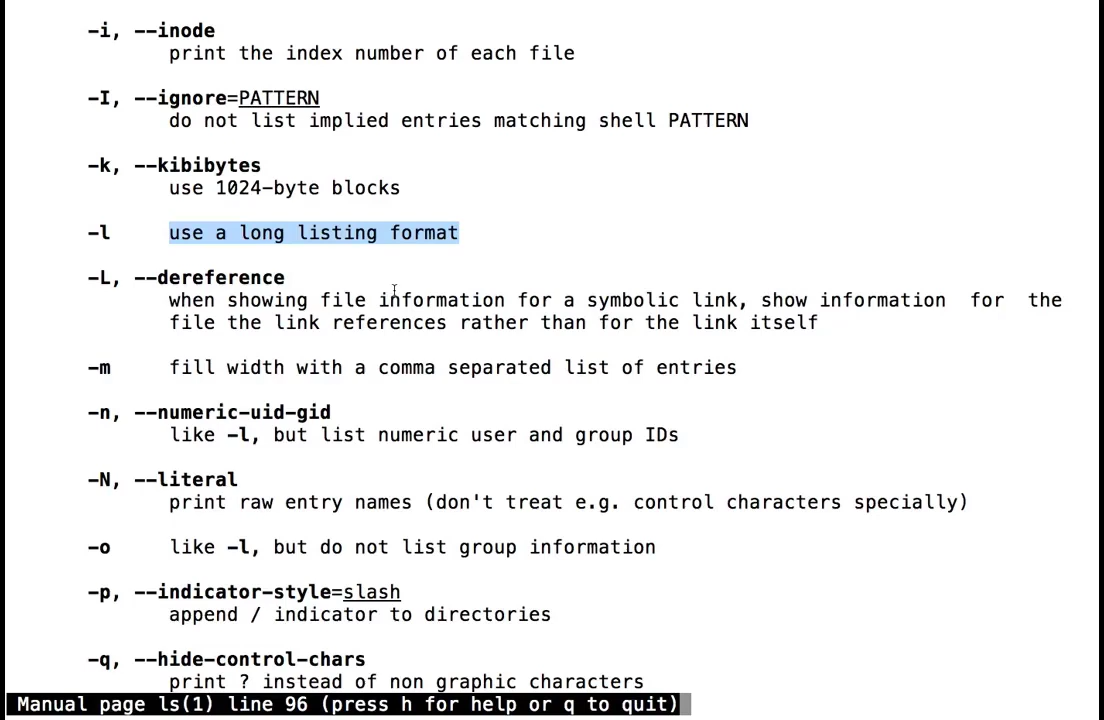 -i, --inode
print the index number of each file
-I, --ignore=PATTERN
do not list implied entries matching shell PATTERN
-k, --kibibytes
use 1024-byte blocks
-l use a long listing format
-L, --dereference
when showing file information for a symbolic link, show information for the
file the link references rather than for the link itself
-m fill width with a comma separated list of entries
-n, --numeric-uid-gid
like -l, but list numeric user and group IDs
-N, --literal
print raw entry names (don't treat e.g. control characters specially)
-o like -l, but do not list group information
-p, --indicator-style=slash
append / indicator to directories
-q, --hide-control-chars
print ? instead of non graphic characters
Manual page ls(1) line 96 (press h for help or q to quit)